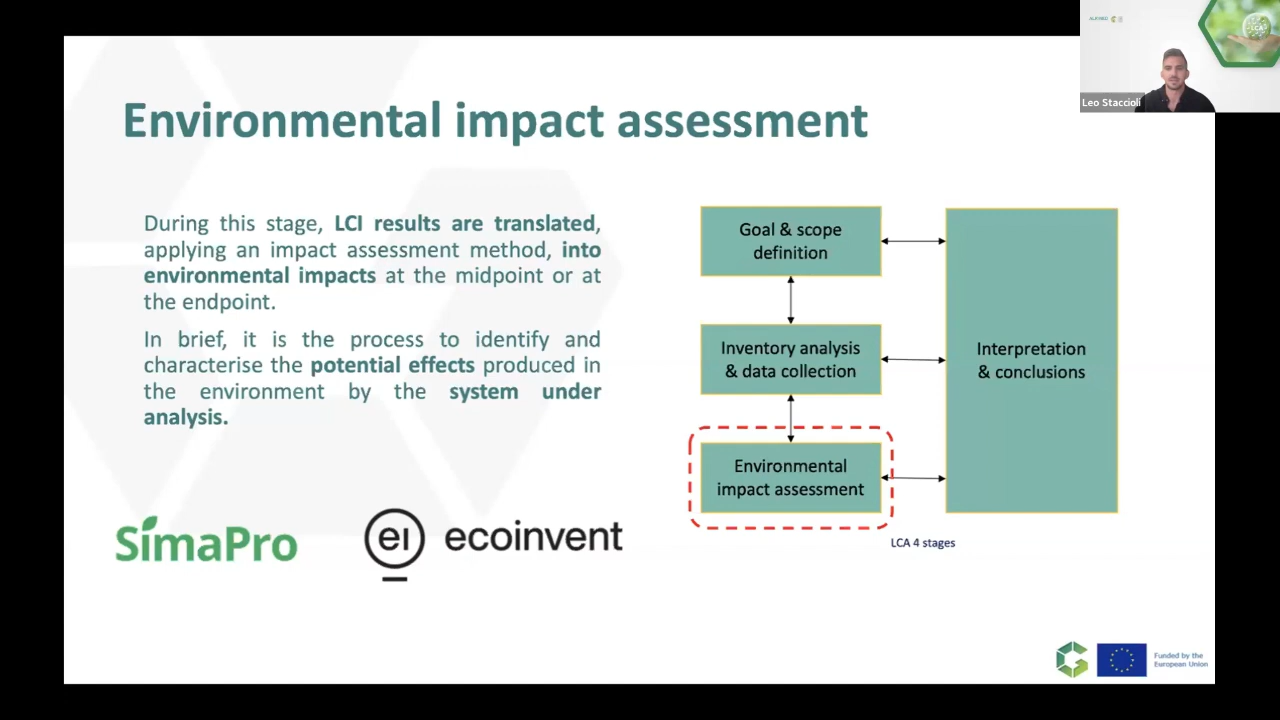 LCA
Leo Staccioli
Environmental impact assessment
During this stage, LCI results are translated,
applying an impact assessment method, into
environmental impacts at the midpoint or at
the endpoint.
In brief, it is the process to identify and
characterise the potential effects produced in
the environment by the system under
analysis.
SimaPro
ei ecoinvent
Goal & scope
definition
Inventory analysis
& data collection
Environmental
impact assessment
Interpretation
& conclusions
LCA 4 stages
Funded by the
European Union